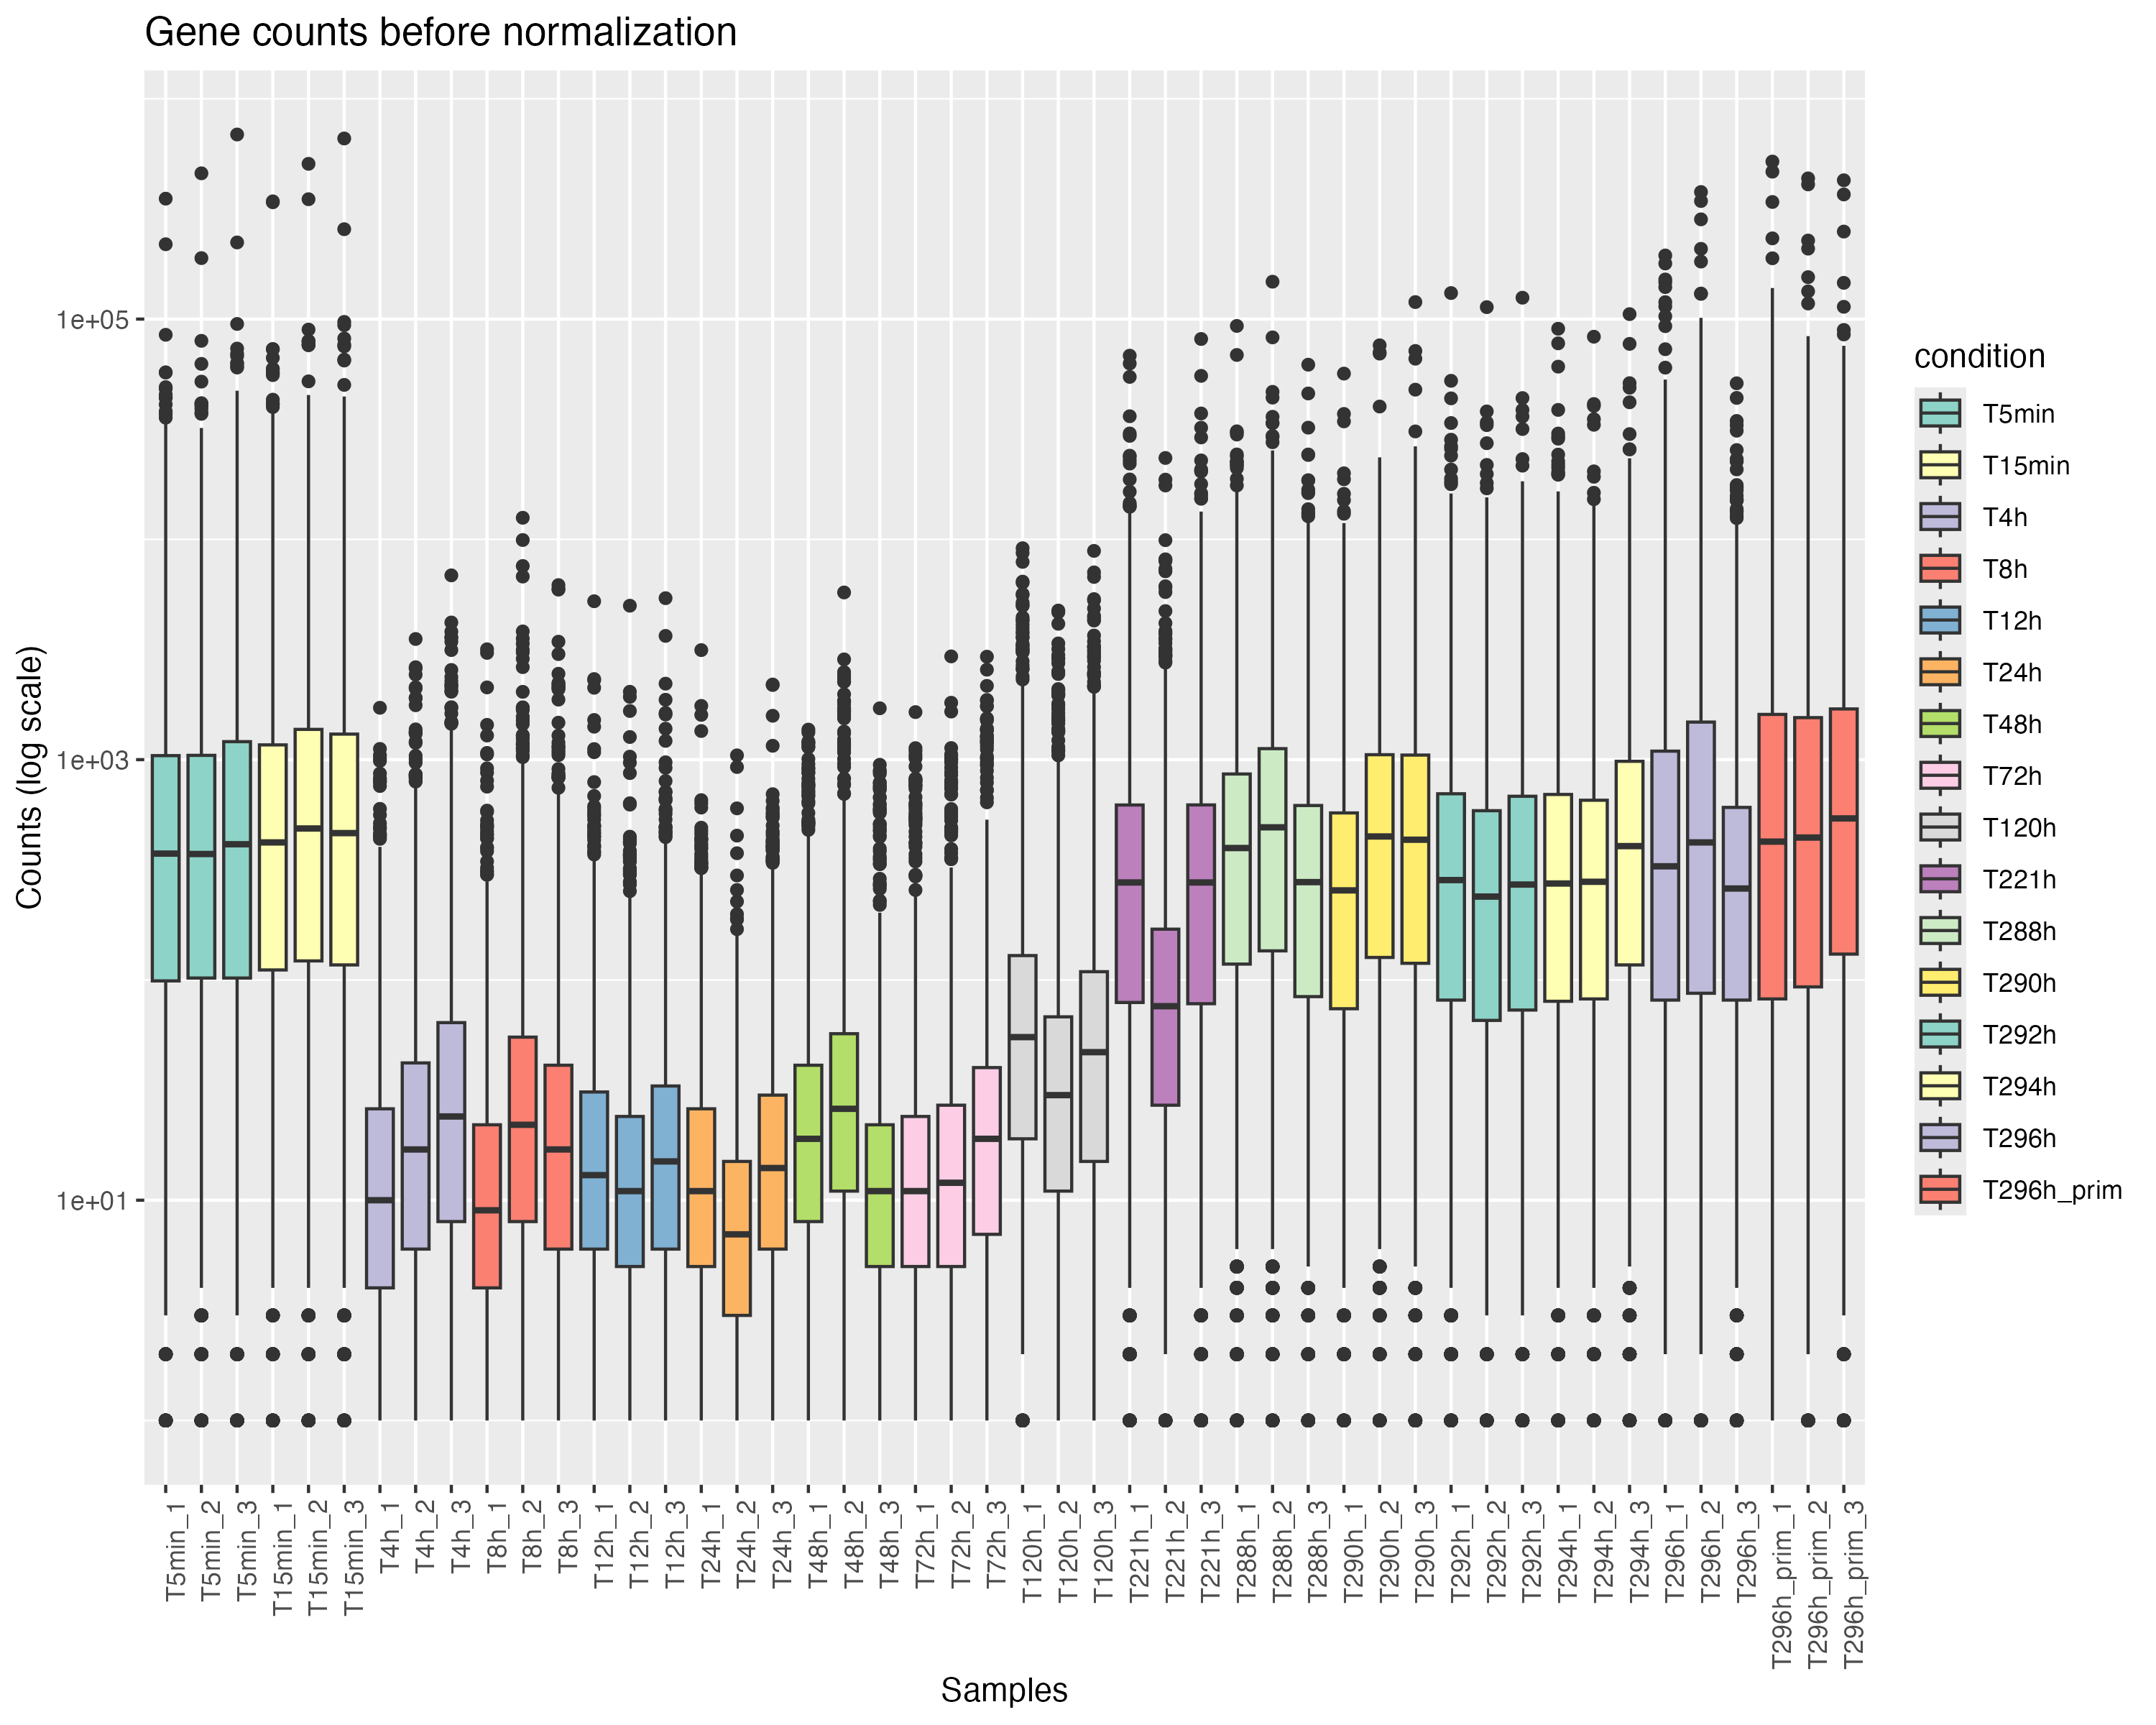 Gene counts before normalization
Counts (log scale)
1e+05
1e+03
1e+01
T5min_1
T5min_2
T5min_3
T15min_1
T15min_2
T15min_3
T4h_1
T4h_2
T4h_3
T8h_1
T8h_2
T8h_3
T12h_1
T12h_2
T12h_3
T24h_1
T24h_2
T24h_3
T48h_1
T48h_2
T48h_3
T72h_1
T72h_2
T72h_3
T120h_1
T120h_2
T120h_3
T221h_1
T221h_2
T221h_3
T288h_1
T288h_2
T288h_3
T290h_1
T290h_2
T290h_3
T292h_1
T292h_2
T292h_3
T294h_1
T294h_2
T294h_3
T296h_1
T296h_2
T296h_3
T296h_prim_1
T296h_prim_2
T296h_prim_3
Samples
condition
T5min
T15min
T4h
T8h
T12h
T24h
T48h
T72h
T120h
T221h
T288h
T290h
T292h
T294h
T296h
T296h_prim